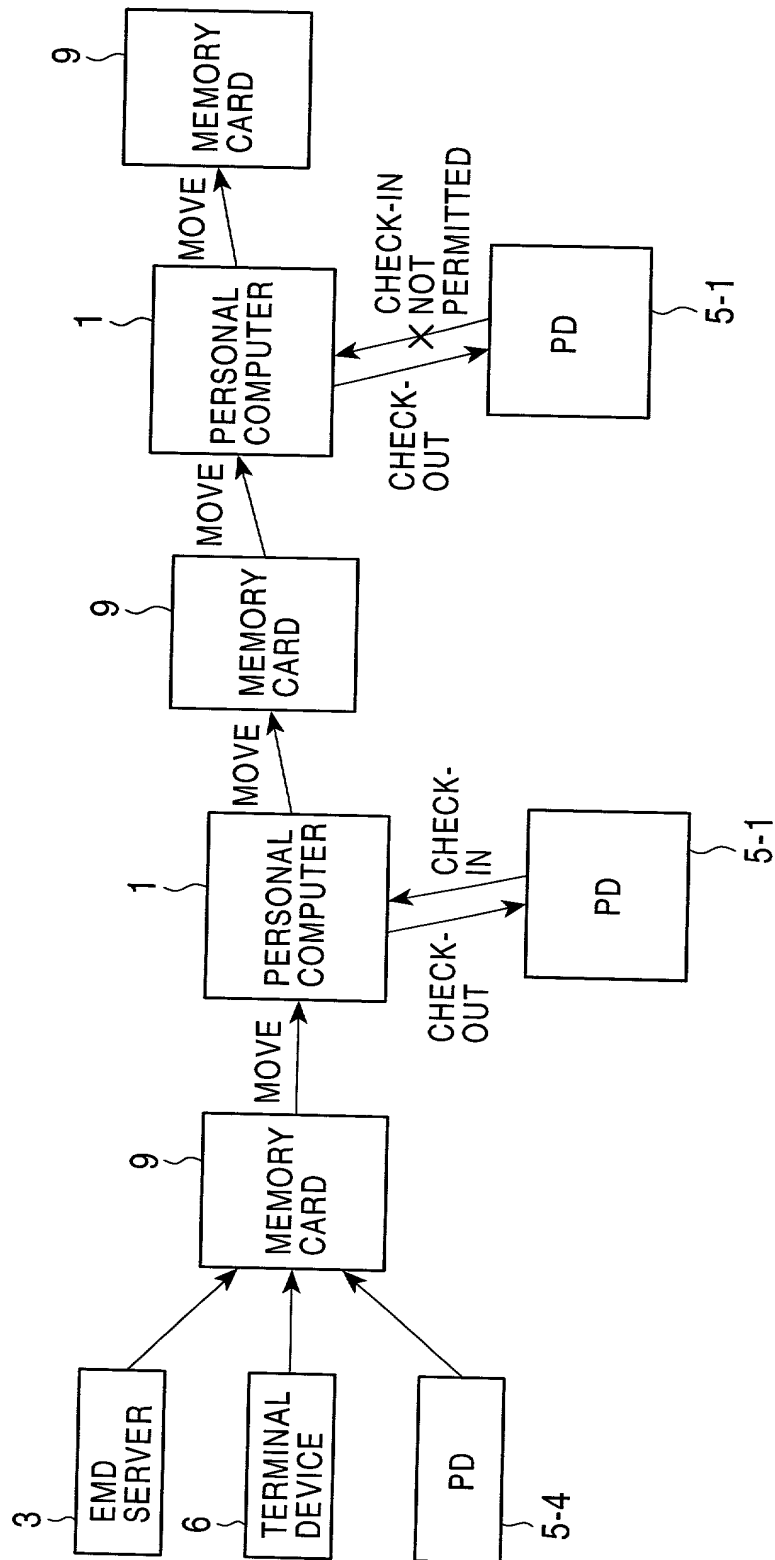 3
EMD
SERVER
6
TERMINAL
DEVICE
PD
5-4
9
MEMORY
CARD
MOVE
1
PERSONAL
COMPUTER
CHECK-
OUT
CHECK-
IN
PD
5-1
MOVE
9
MEMORY
CARD
MOVE
1
PERSONAL
COMPUTER
CHECK-
OUT
CHECK-IN
NOT
PERMITTED
PD
5-1
MOVE
9
MEMORY
CARD